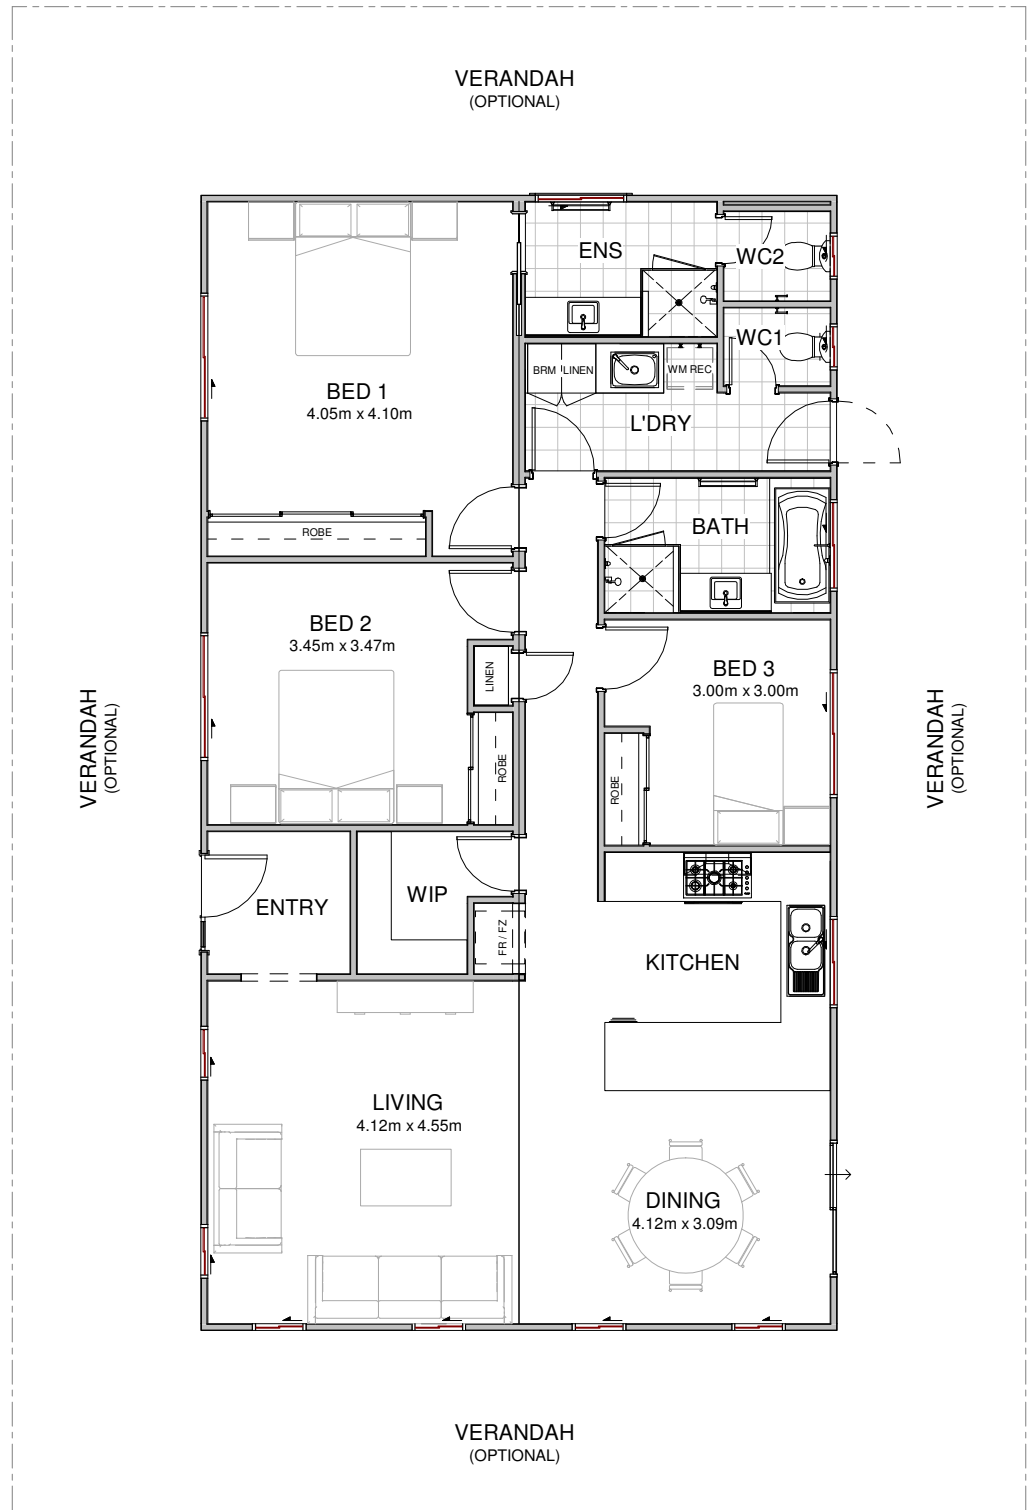 VERANDAH
(OPTIONAL)
ENS
WC2
WC1
BRM
LINEN
WM REC
BED 1
4.05m x 4.10m
L'DRY
ROBE
BATH
BED 2
3.45m x 3.47m
LINEN
BED 3
3.00m x 3.00m
VERANDAH
(OPTIONAL)
VERANDAH
(OPTIONAL)
ROBE
ROBE
ENTRY
WIP
FR / FZ
KITCHEN
LIVING
4.12m x 4.55m
DINING
4.12m x 3.09m
VERANDAH
(OPTIONAL)